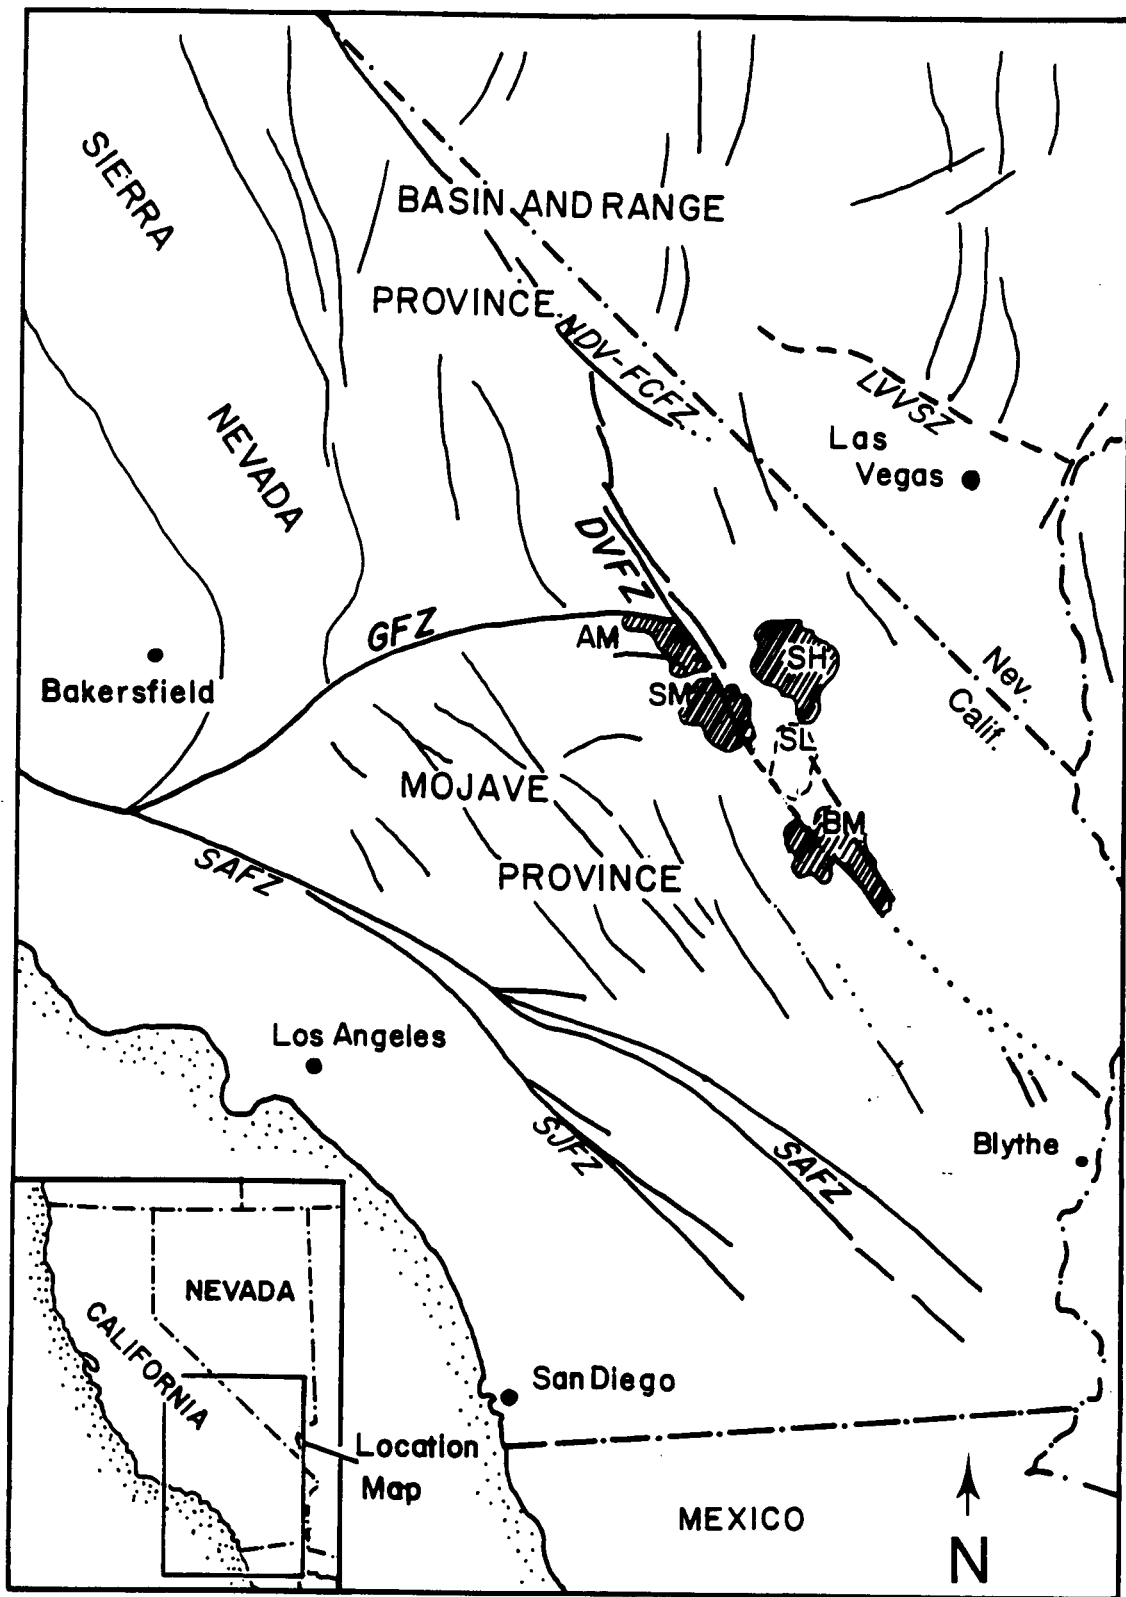 SIERRA
NEVADA
BASIN AND RANGE
PROVINCE
NDV-FCFZ
LVVSZ
Las
Vegas
DVFZ
GFZ
AM
SH
SM
SL
BM
Nev.
Calif.
Bakersfield
MOJAVE
PROVINCE
SAFZ
Los Angeles
SJFZ
SAFZ
Blythe
NEVADA
CALIFORNIA
Location
Map
San Diego
MEXICO
N